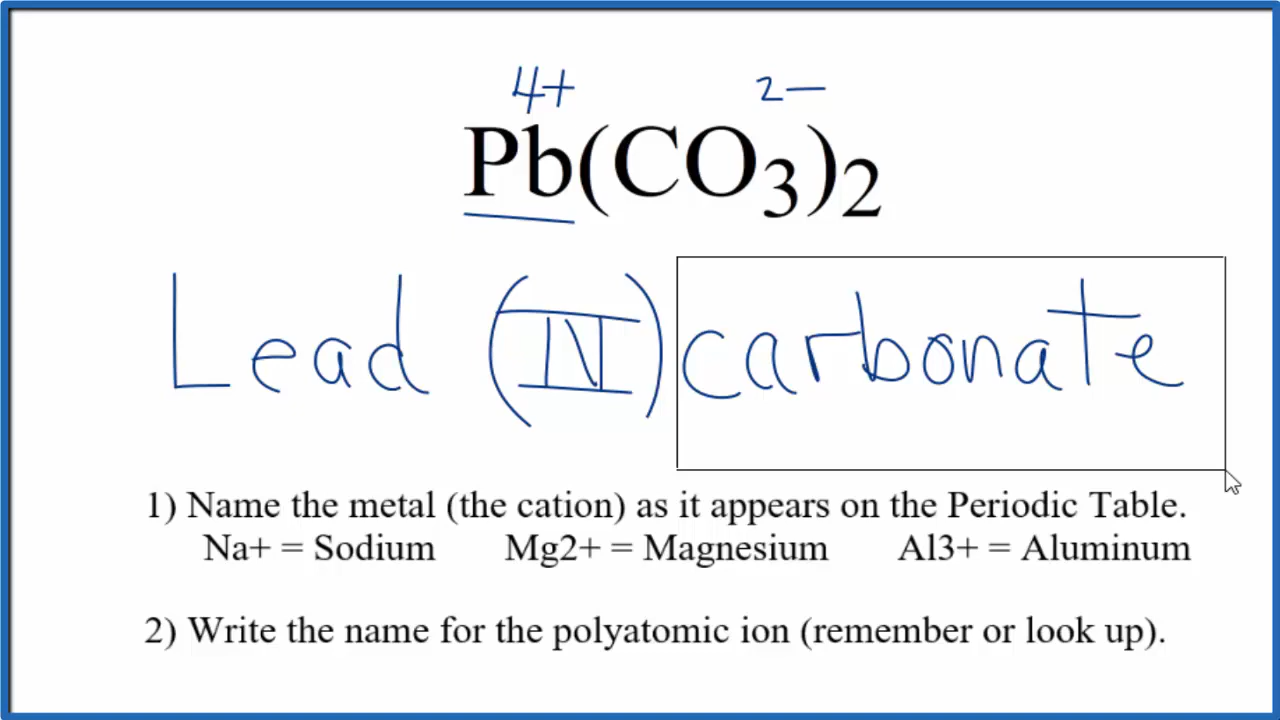 4+ 2−
Pb(CO3)2
Lead (IV) carbonate
1) Name the metal (the cation) as it appears on the Periodic Table.
Na+ = Sodium Mg2+ = Magnesium Al3+ = Aluminum
2) Write the name for the polyatomic ion (remember or look up).